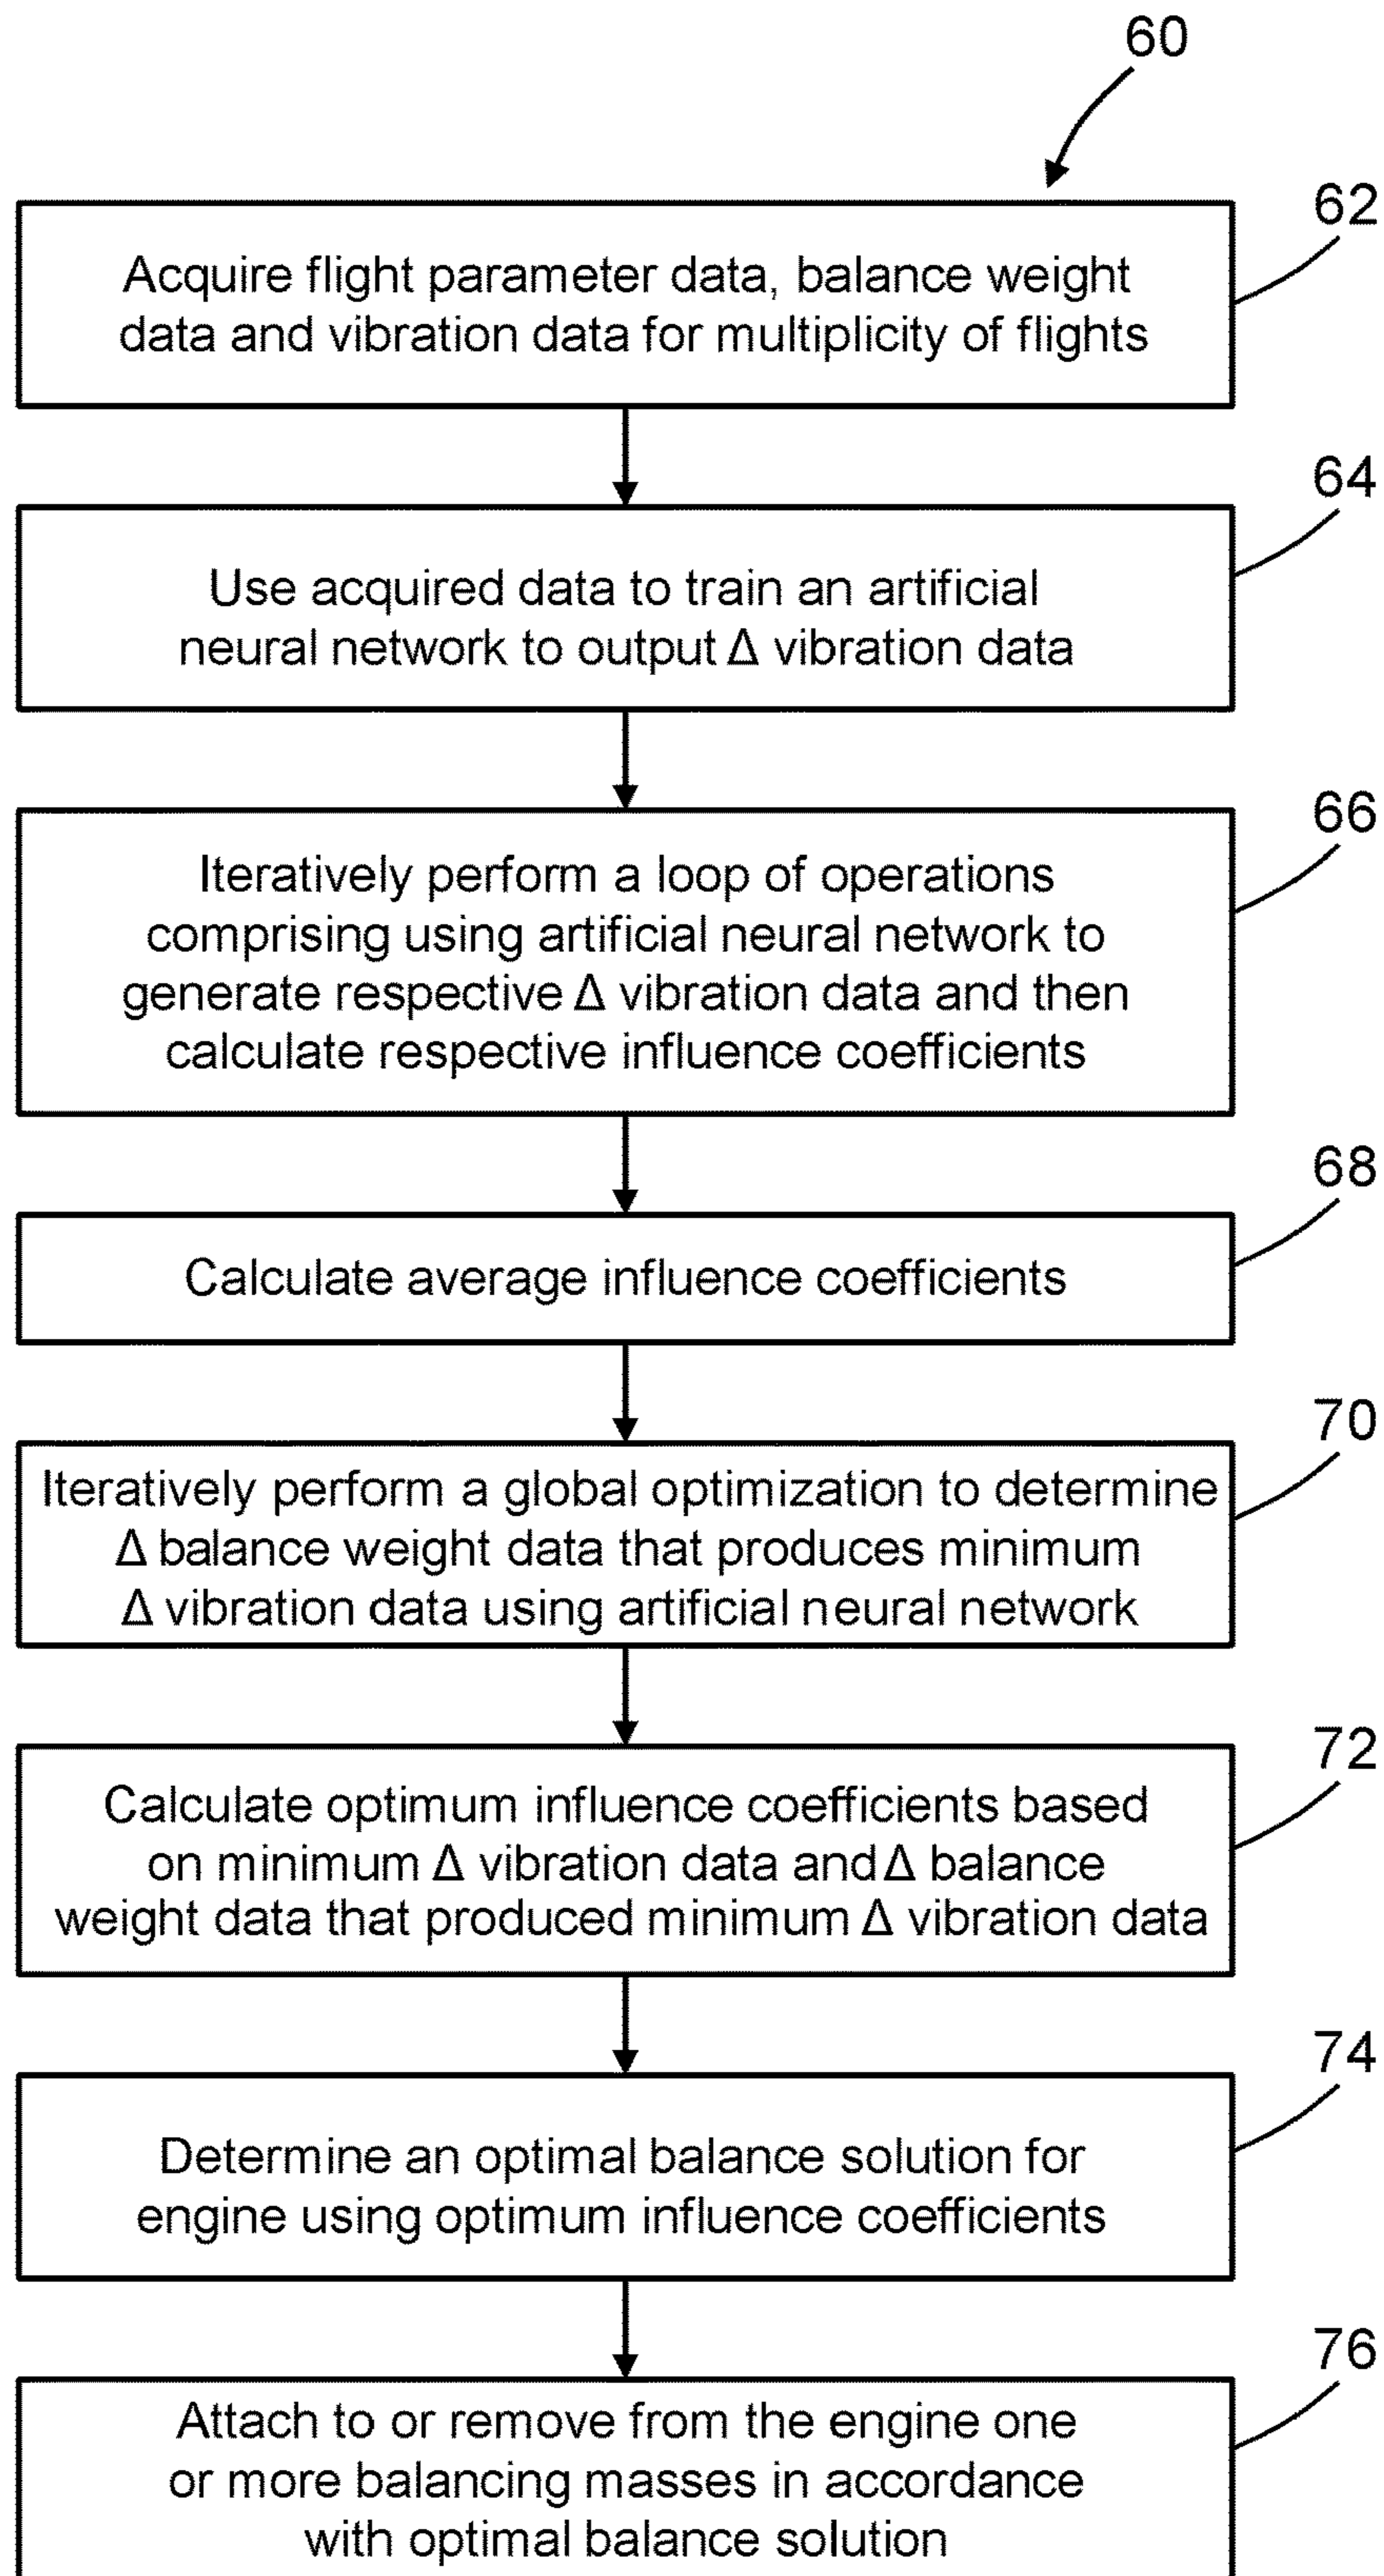 60
62
Acquire flight parameter data, balance weight
data and vibration data for multiplicity of flights
64
Use acquired data to train an artificial
neural network to output Δ vibration data
66
Iteratively perform a loop of operations
comprising using artificial neural network to
generate respective Δ vibration data and then
calculate respective influence coefficients
68
Calculate average influence coefficients
70
Iteratively perform a global optimization to determine
Δ balance weight data that produces minimum
Δ vibration data using artificial neural network
72
Calculate optimum influence coefficients based
on minimum Δ vibration data and Δ balance
weight data that produced minimum Δ vibration data
74
Determine an optimal balance solution for
engine using optimum influence coefficients
76
Attach to or remove from the engine one
or more balancing masses in accordance
with optimal balance solution